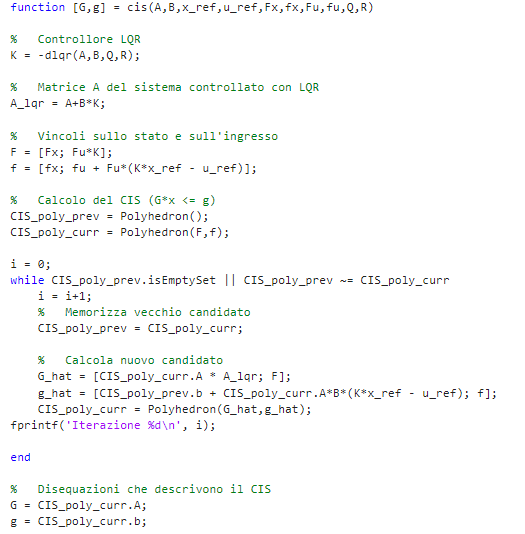 function [G,g] = cis(A,B,x_ref,u_ref,Fx,fx,Fu,fu,Q,R)
%   Controllore LQR
K = -dlqr(A,B,Q,R);
%   Matrice A del sistema controllato con LQR
A_lqr = A+B*K;
%   Vincoli sullo stato e sull'ingresso
F = [Fx; Fu*K];
f = [fx; fu + Fu*(K*x_ref - u_ref)];
%   Calcolo del CIS (G*x <= g)
CIS_poly_prev = Polyhedron();
CIS_poly_curr = Polyhedron(F,f);
i = 0;
while CIS_poly_prev.isEmptySet || CIS_poly_prev ~= CIS_poly_curr
    i = i+1;
    %   Memorizza vecchio candidato
    CIS_poly_prev = CIS_poly_curr;
    %   Calcola nuovo candidato
    G_hat = [CIS_poly_curr.A * A_lqr; F];
    g_hat = [CIS_poly_prev.b + CIS_poly_curr.A*B*(K*x_ref - u_ref); f];
    CIS_poly_curr = Polyhedron(G_hat,g_hat);
fprintf('Iterazione %d\n', i);
end
%   Disequazioni che descrivono il CIS
G = CIS_poly_curr.A;
g = CIS_poly_curr.b;